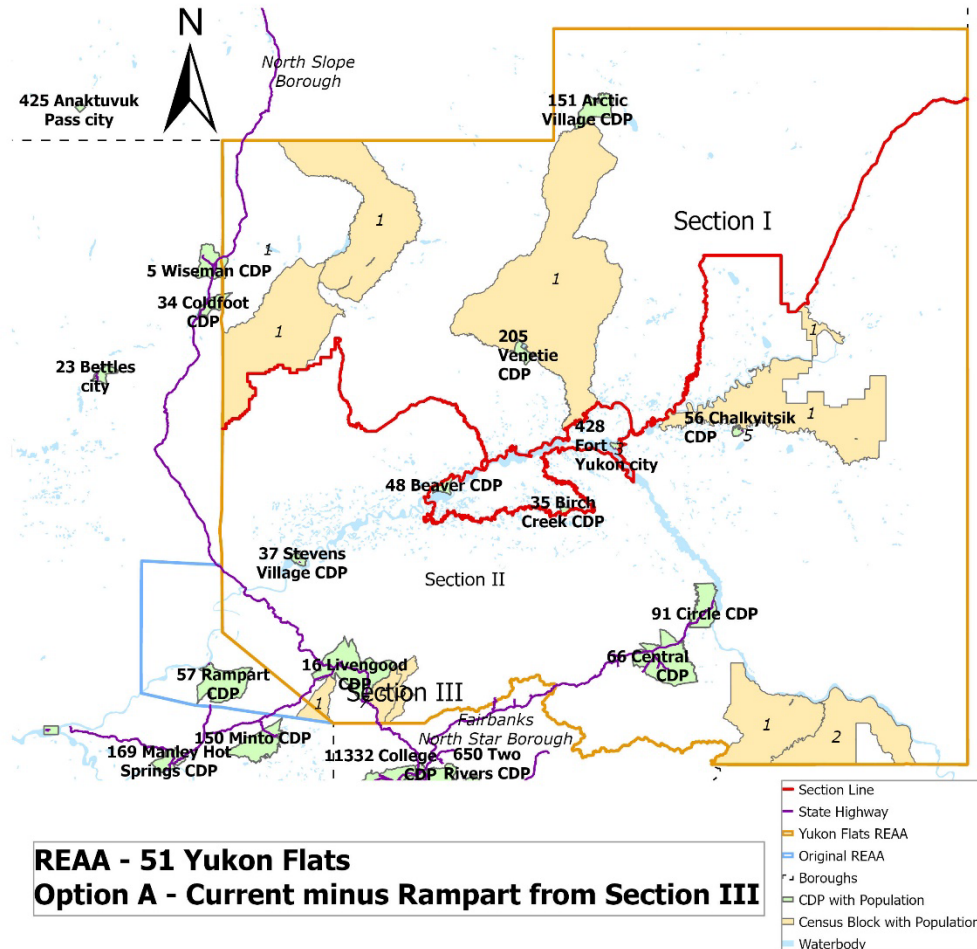 N
North Slope
Borough
425 Anaktuvuk
Pass city
151 Arctic
Village CDP
Section I
1
1
1
1
1
5 Wiseman CDP
34 Coldfoot
CDP
23 Bettles
city
205
Venetie
CDP
428
Fort
Yukon city
56 Chalkyitsik
CDP
1
5
48 Beaver CDP
35 Birch
Creek CDP
37 Stevens
Village CDP
Section II
91 Circle CDP
66 Central
CDP
16 Livengood
CDP
57 Rampart
CDP
Section III
1
Fairbanks
North Star Borough
150 Minto CDP
169 Manley Hot
Springs CDP
11332 College
CDP
650 Two
Rivers CDP
1
2
Section Line
State Highway
Yukon Flats REAA
Original REAA
Boroughs
CDP with Population
Census Block with Population
Waterbody
REAA - 51 Yukon Flats
Option A - Current minus Rampart from Section III